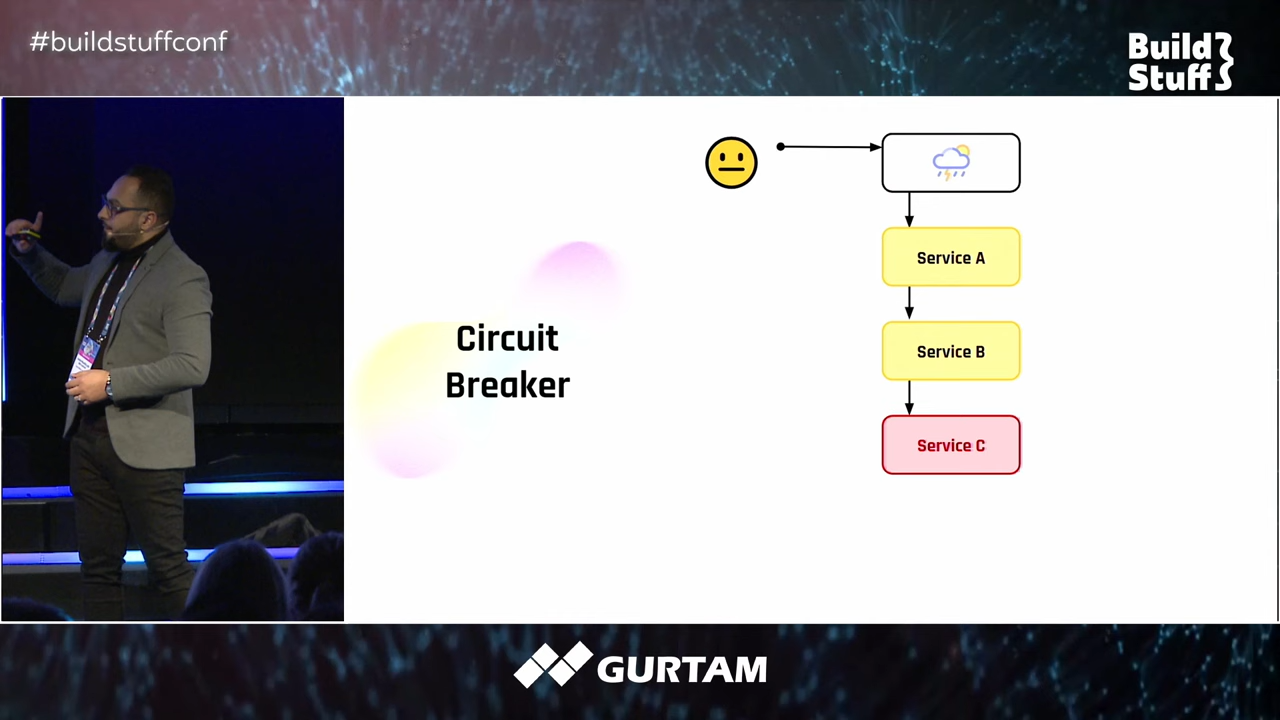 #buildstuffconf
Build
Stuff
Circuit
Breaker
Service A
Service B
Service C
GURTAM